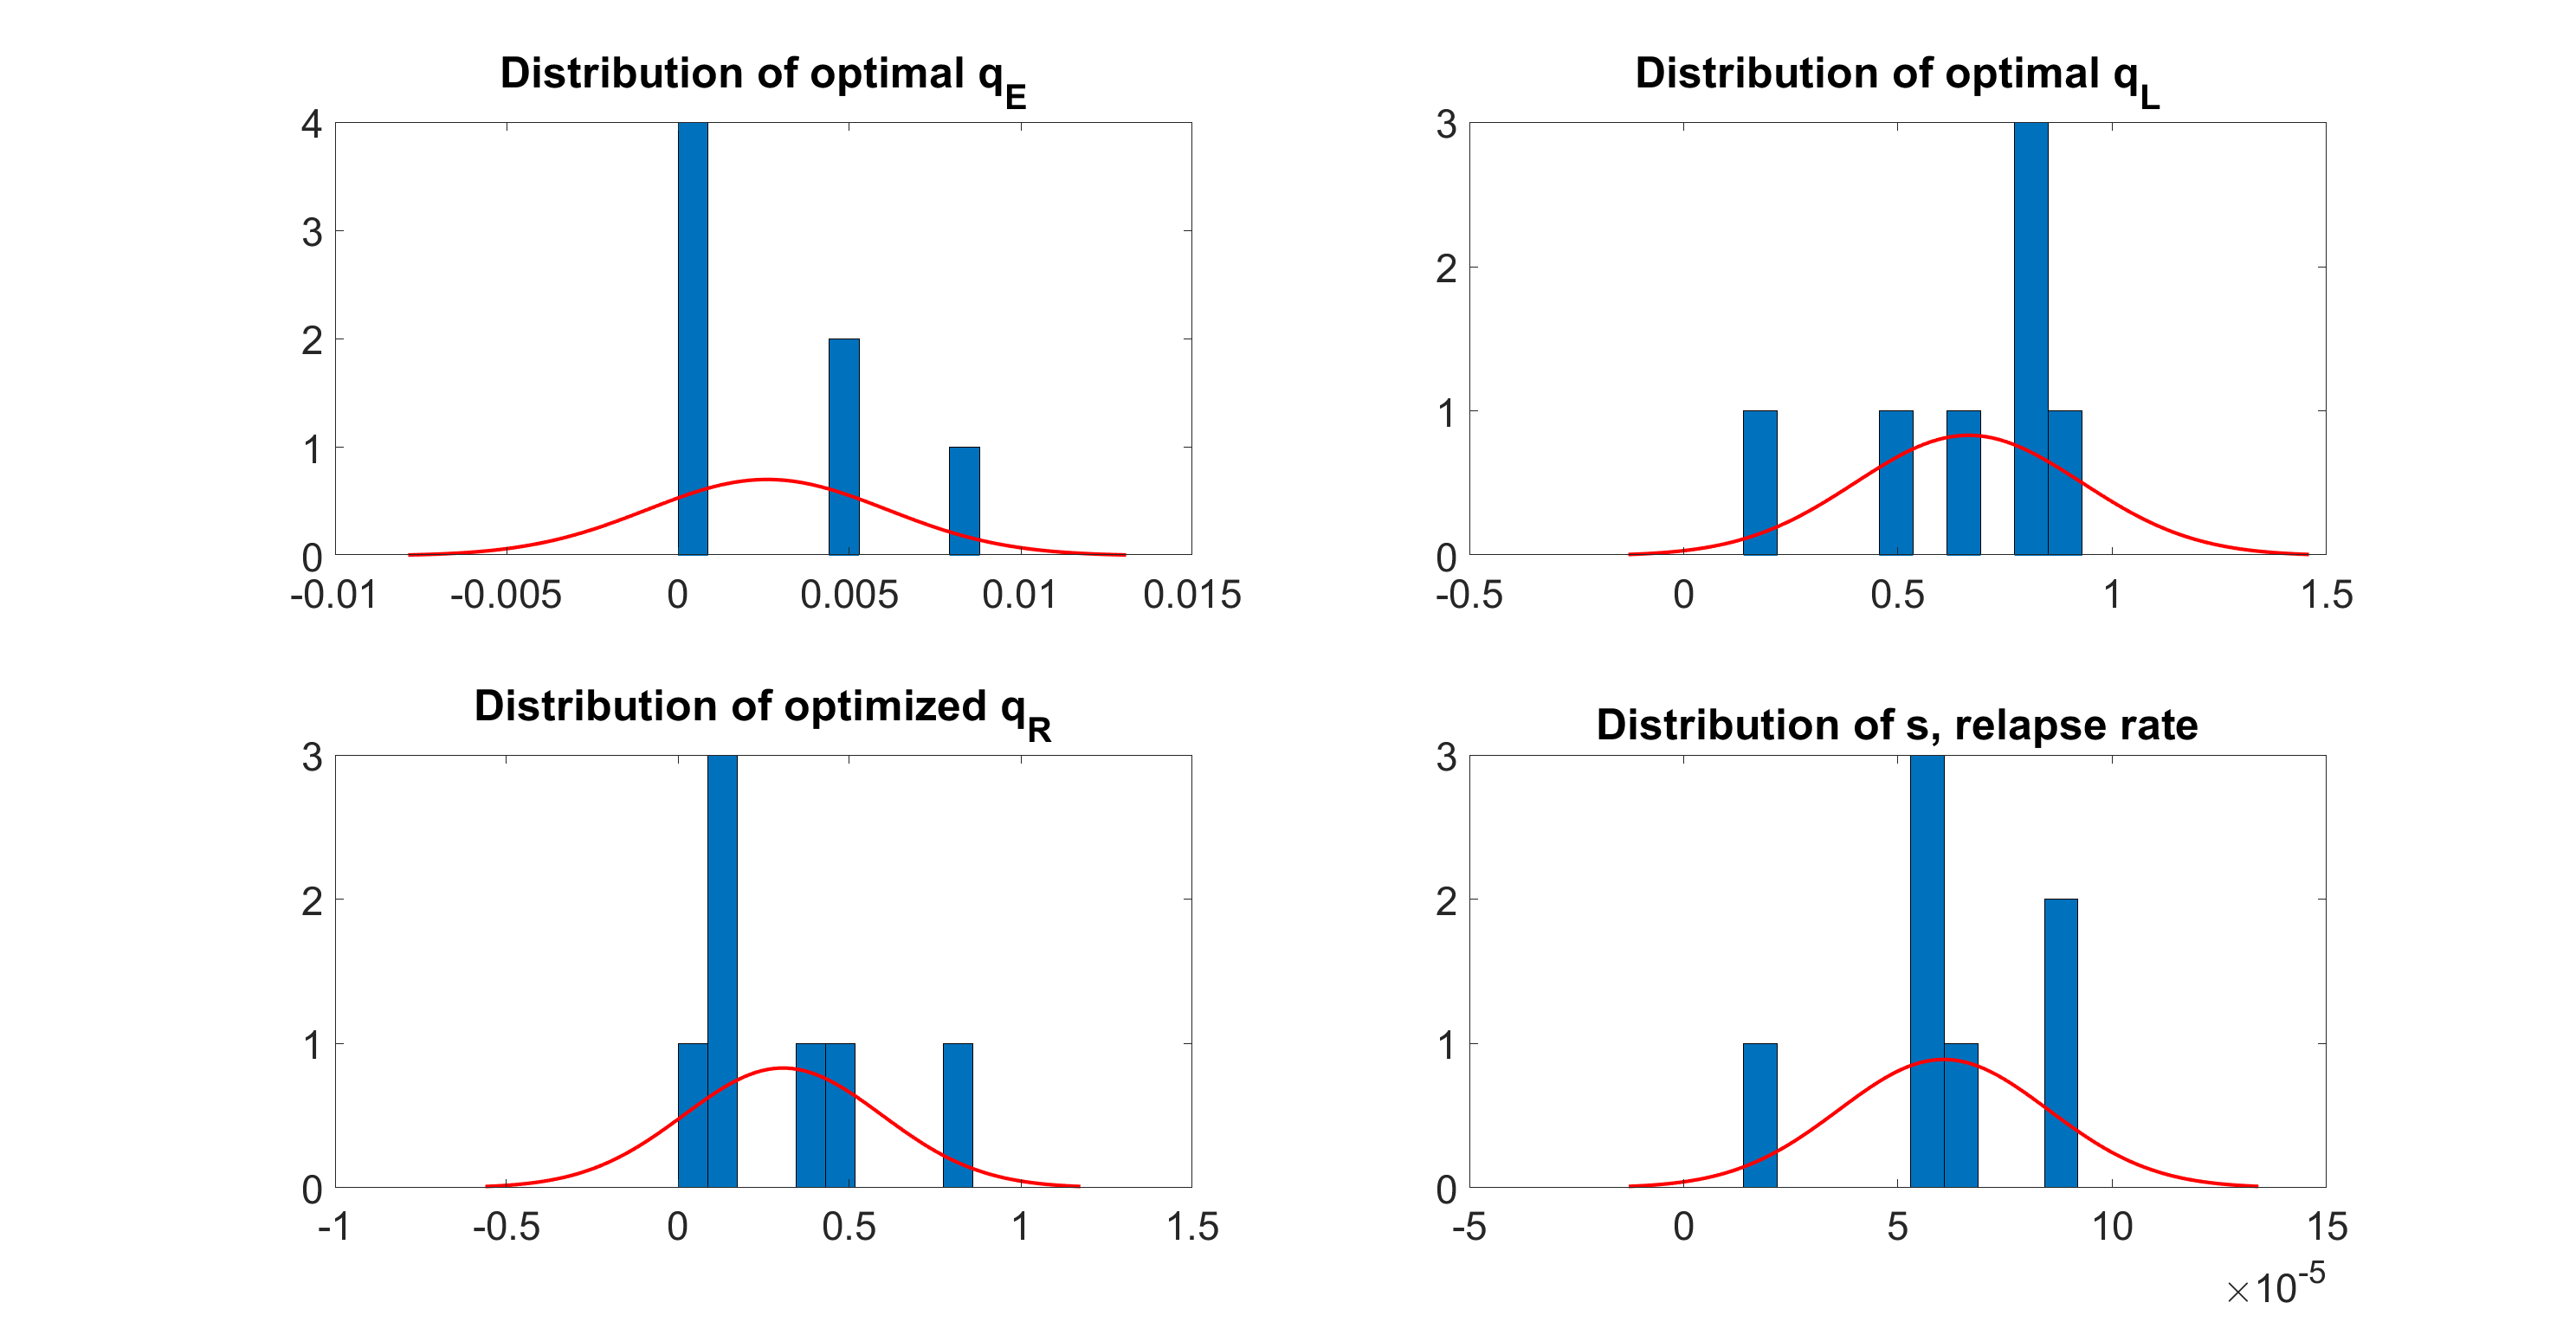 Distribution of optimal q_E
4
3
2
1
0
-0.01 -0.005 0 0.005 0.01 0.015
Distribution of optimal q_L
3
2
1
0
-0.5 0 0.5 1 1.5
Distribution of optimized q_R
3
2
1
0
-1 -0.5 0 0.5 1 1.5
Distribution of s, relapse rate
3
2
1
0
-5 0 5 10 15
×10^-5